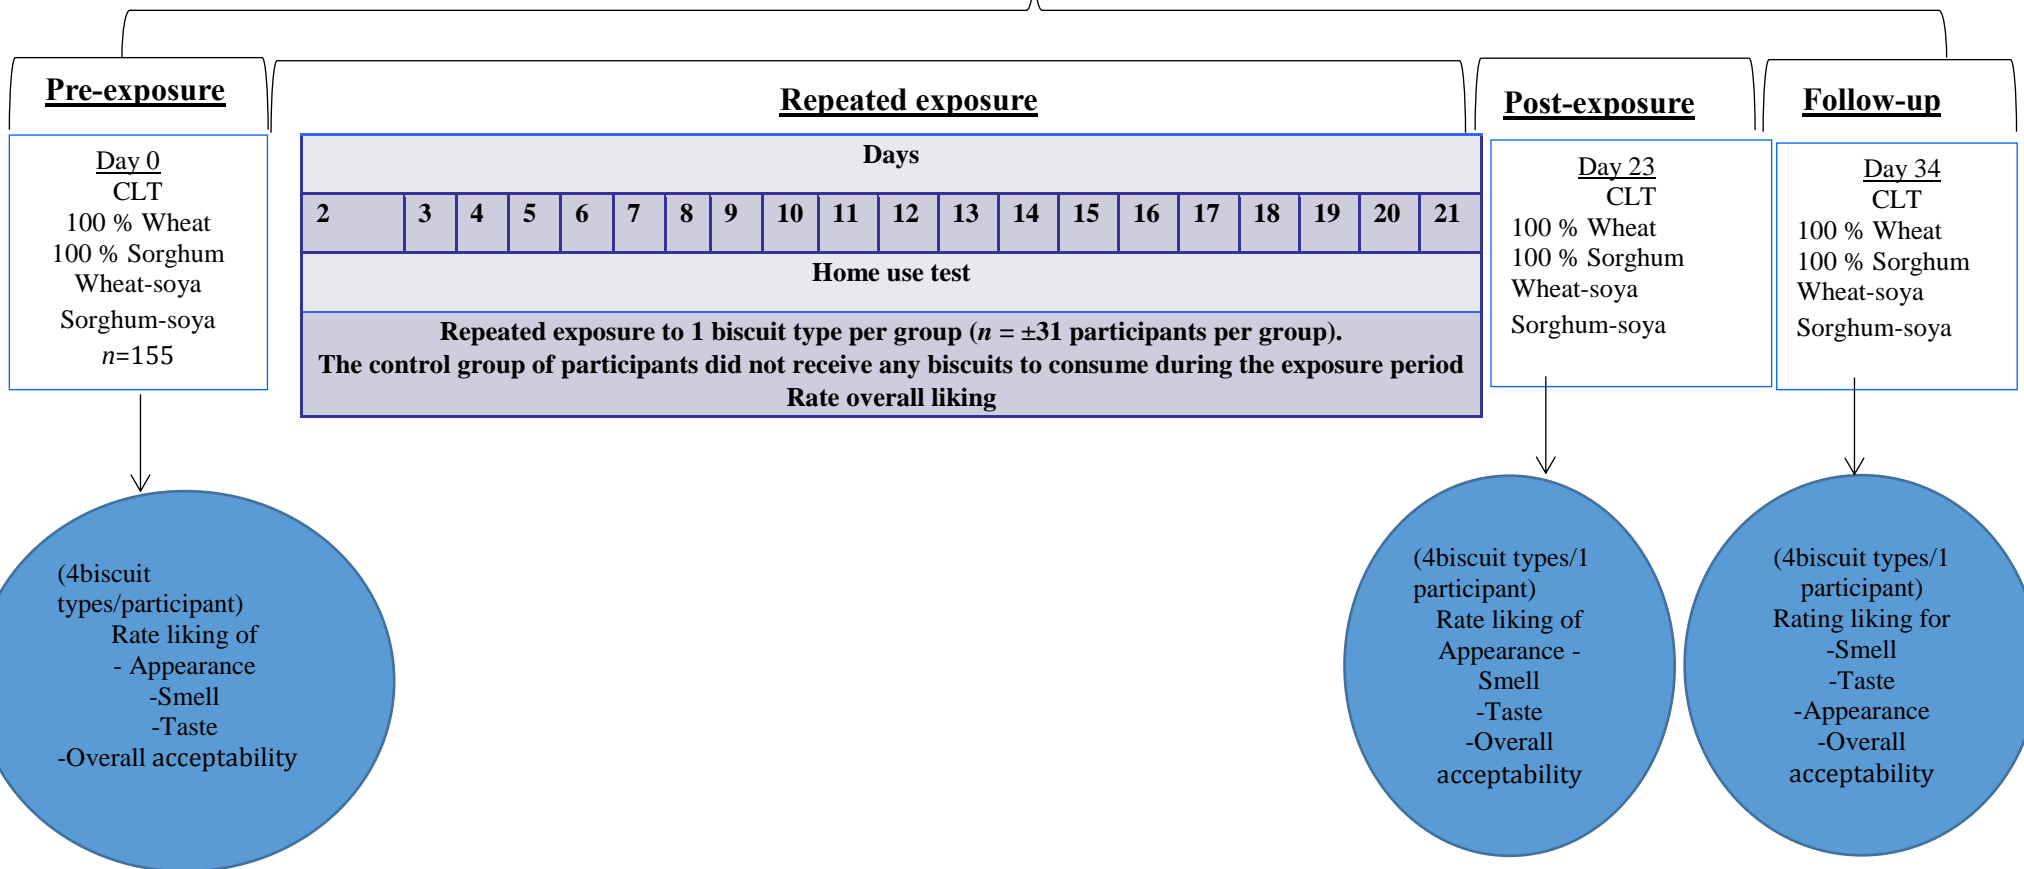 Pre-exposure
Day 0
CLT
100 % Wheat
100 % Sorghum
Wheat-soya
Sorghum-soya
n=155
Repeated exposure
Days
2 3 4 5 6 7 8 9 10 11 12 13 14 15 16 17 18 19 20 21
Home use test
Repeated exposure to 1 biscuit type per group (n = ±31 participants per group).
The control group of participants did not receive any biscuits to consume during the exposure period
Rate overall liking
Post-exposure
Day 23
CLT
100 % Wheat
100 % Sorghum
Wheat-soya
Sorghum-soya
Follow-up
Day 34
CLT
100 % Wheat
100 % Sorghum
Wheat-soya
Sorghum-soya
(4biscuit
types/participant)
Rate liking of
- Appearance
-Smell
-Taste
-Overall acceptability
(4biscuit types/1
participant)
Rate liking of
Appearance -
Smell
-Taste
-Overall
acceptability
(4biscuit types/1
participant)
Rating liking for
-Smell
-Taste
-Appearance
-Overall
acceptability